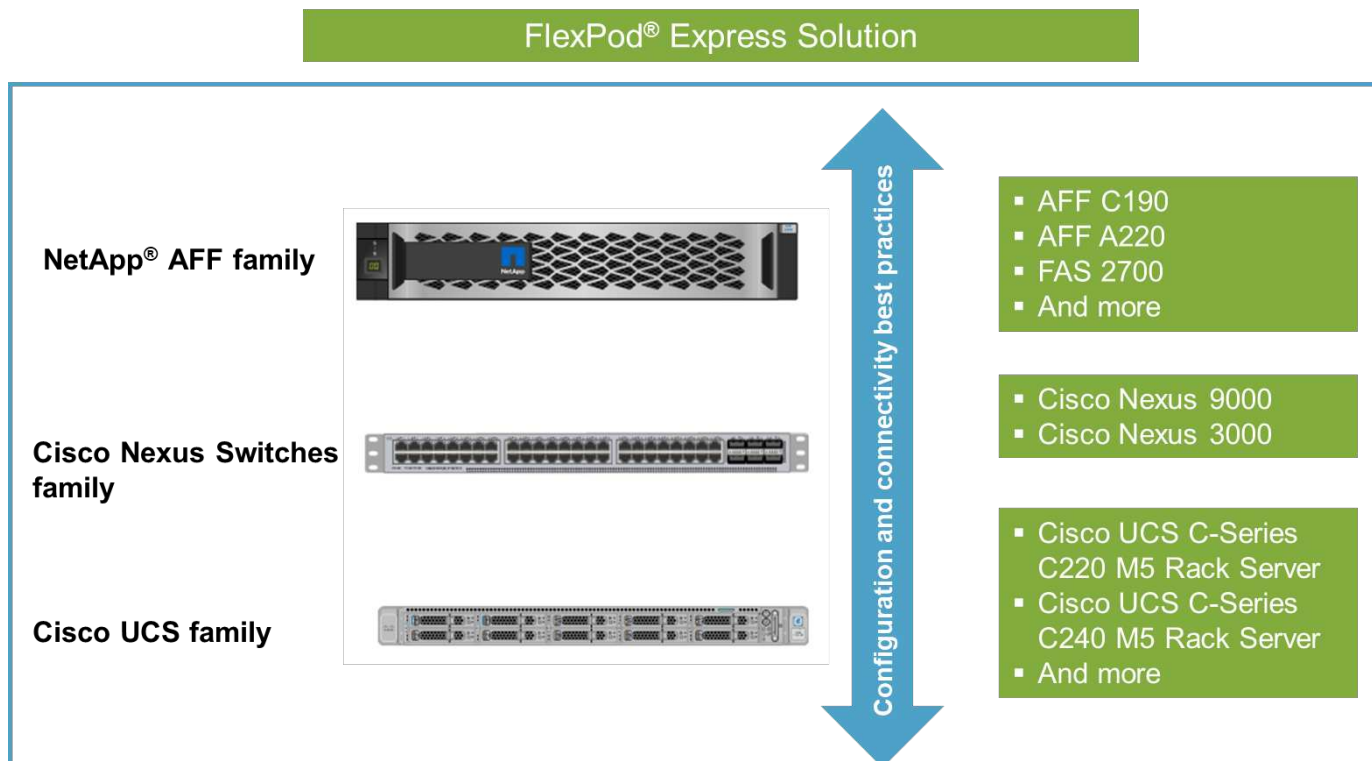 FlexPod® Express Solution
NetApp® AFF family
NetApp
Configuration and connectivity best practices
▪ AFF C190
▪ AFF A220
▪ FAS 2700
▪ And more
Cisco Nexus Switches
family
▪ Cisco Nexus 9000
▪ Cisco Nexus 3000
Cisco UCS family
▪ Cisco UCS C-Series
C220 M5 Rack Server
▪ Cisco UCS C-Series
C240 M5 Rack Server
▪ And more